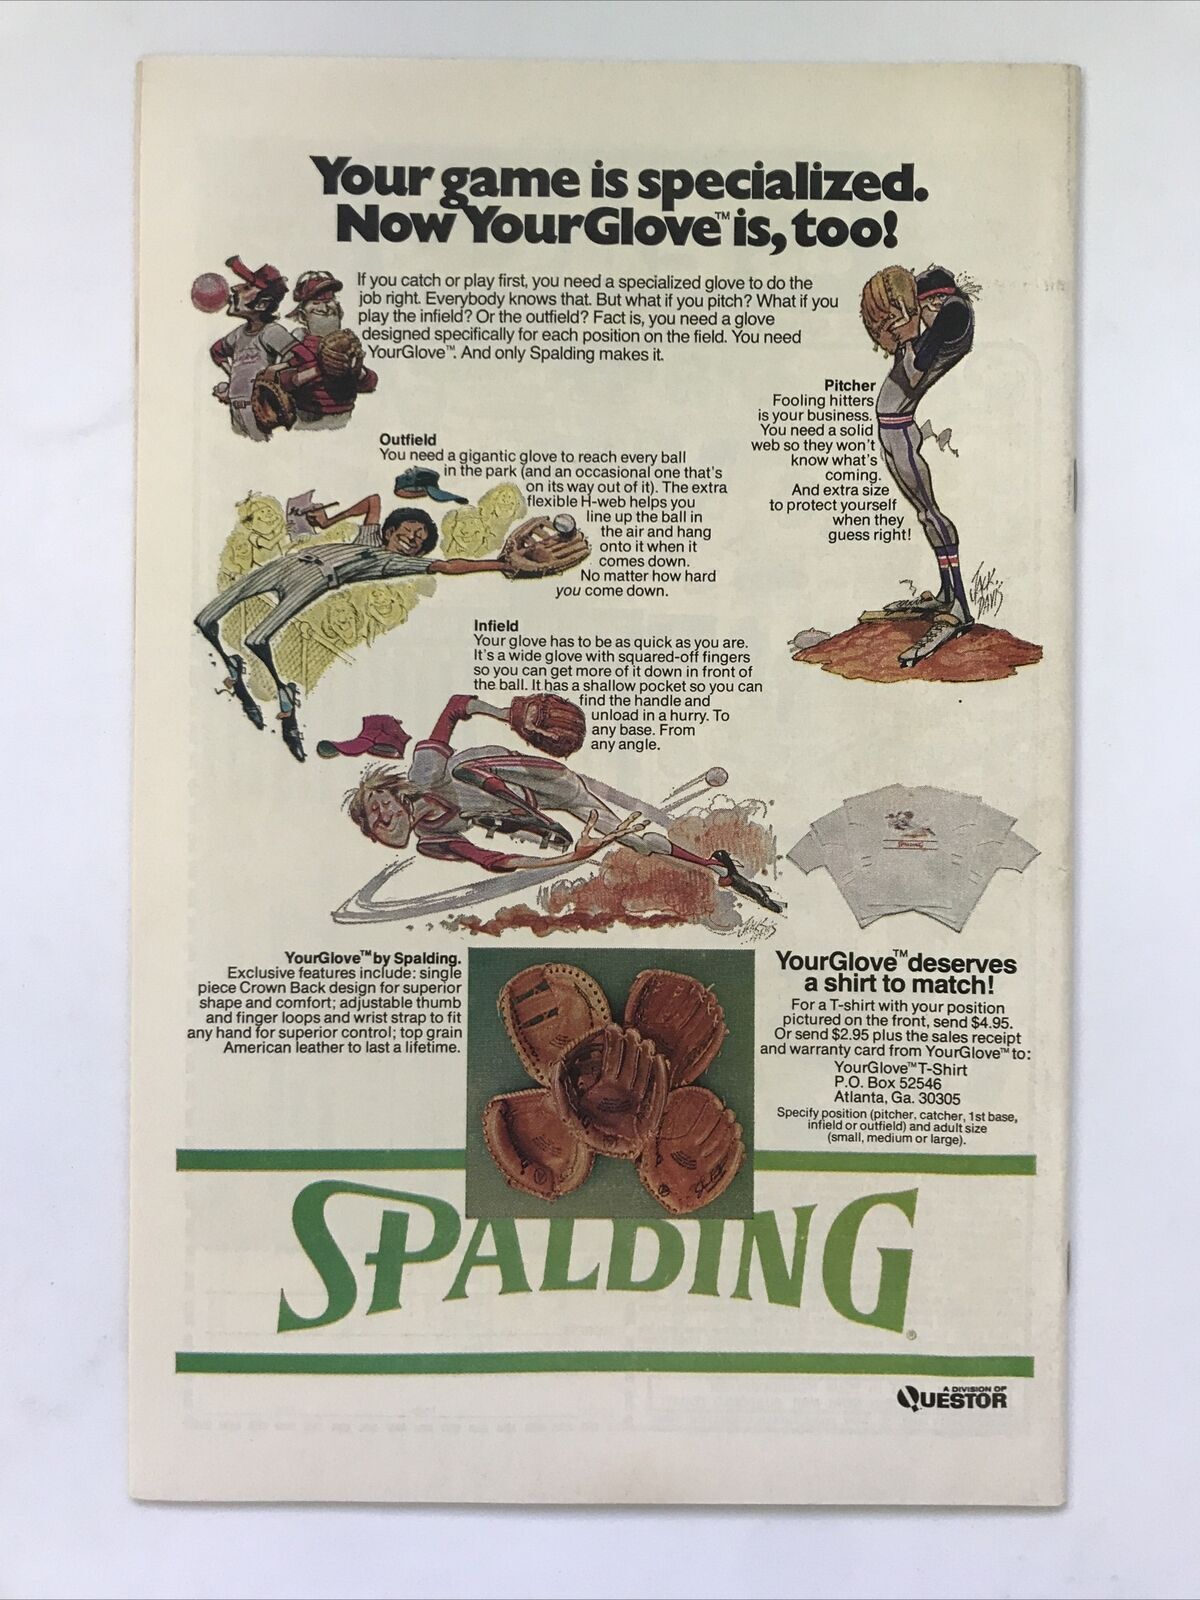 Your game is specialized.
Now YourGlove™ is, too!
If you catch or play first, you need a specialized glove to do the
job right. Everybody knows that. But what if you pitch? What if you
play the infield? Or the outfield? Fact is, you need a glove
designed specifically for each position on the field. You need
YourGlove™. And only Spalding makes it.
Pitcher
Fooling hitters
is your business.
You need a solid
web so they won't
know what's
coming.
And extra size
to protect yourself
when they
guess right!
JACK
DAVIS
Outfield
You need a gigantic glove to reach every ball
in the park (and an occasional one that's
on its way out of it). The extra
flexible H-web helps you
line up the ball in
the air and hang
onto it when it
comes down.
No matter how hard
you come down.
Infield
Your glove has to be as quick as you are.
It's a wide glove with squared-off fingers
so you can get more of it down in front of
the ball. It has a shallow pocket so you can
find the handle and
unload in a hurry. To
any base. From
any angle.
SPALDING
YourGlove™ by Spalding.
Exclusive features include: single
piece Crown Back design for superior
shape and comfort; adjustable thumb
and finger loops and wrist strap to fit
any hand for superior control; top grain
American leather to last a lifetime.
YourGlove™ deserves
a shirt to match!
For a T-shirt with your position
pictured on the front, send $4.95.
Or send $2.95 plus the sales receipt
and warranty card from YourGlove™ to:
YourGlove™ T-Shirt
P.O. Box 52546
Atlanta, Ga. 30305
Specify position (pitcher, catcher, 1st base,
infield or outfield) and adult size
(small, medium or large).
SPALDING®
A DIVISION OF
QUESTOR